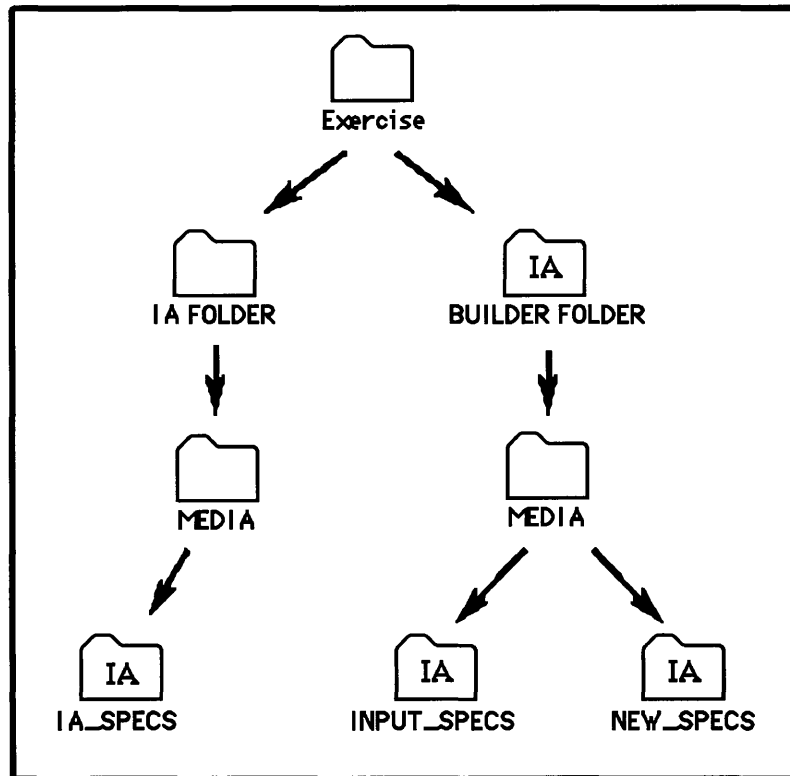 Exercise
IA
IA FOLDER
BUILDER FOLDER
MEDIA
MEDIA
IA
IA
IA
IA_SPECS
INPUT_SPECS
NEW_SPECS